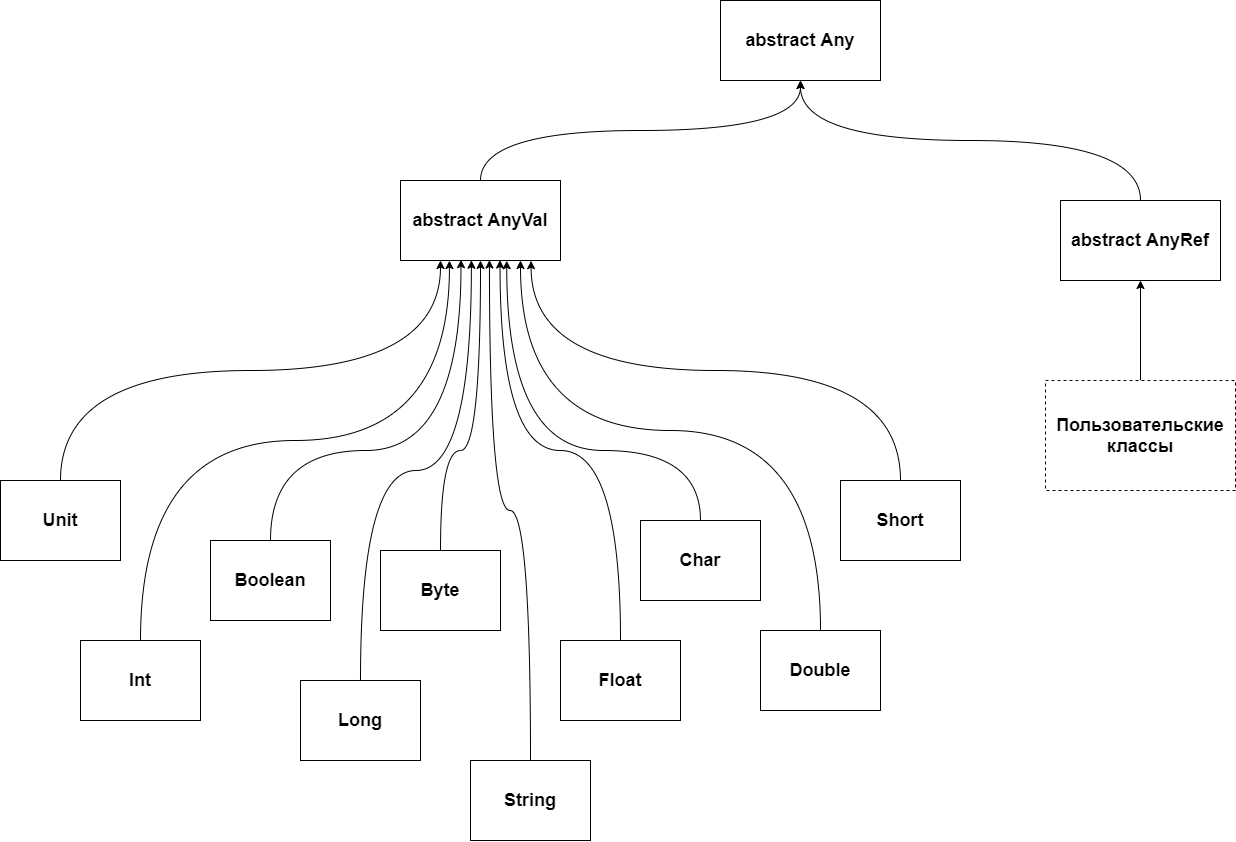 abstract Any
abstract AnyVal
abstract AnyRef
Пользовательские
классы
Unit
Short
Char
Boolean
Byte
Int
Float
Double
Long
String